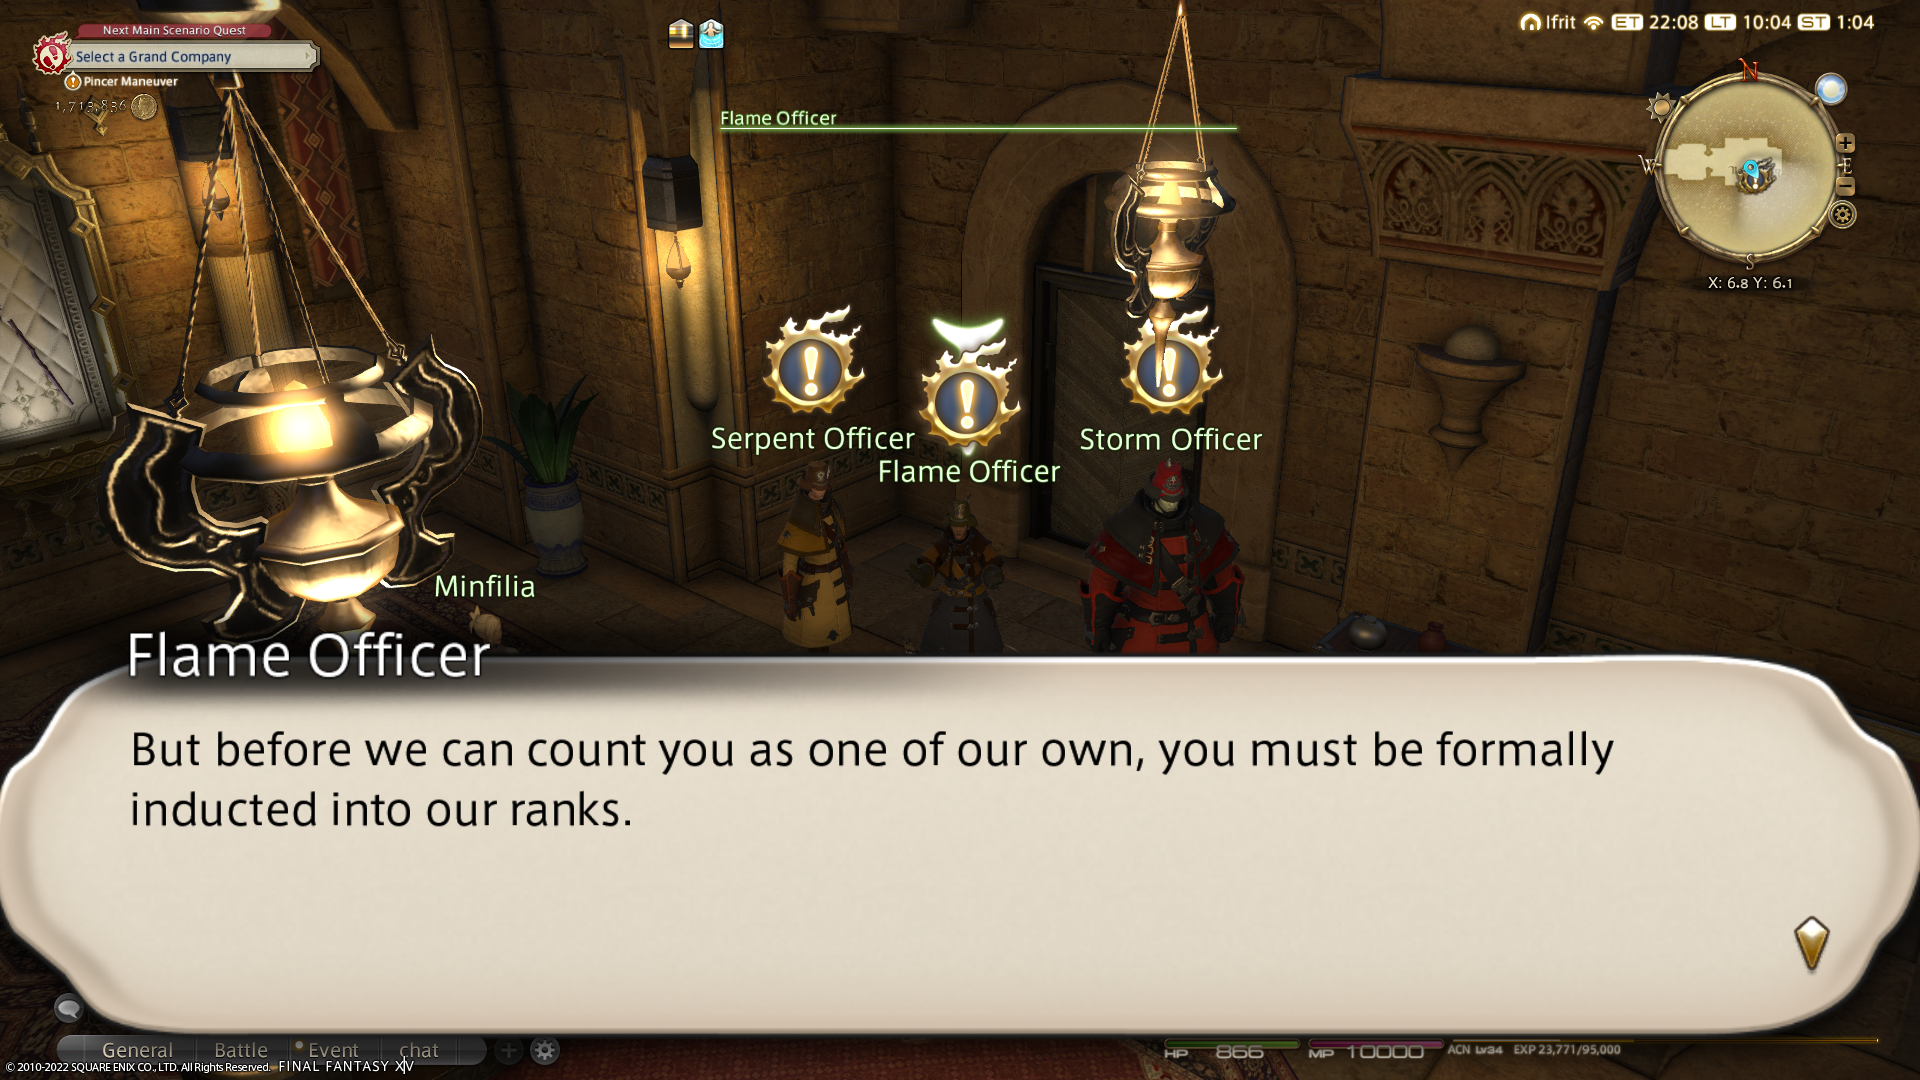 Next Main Scenario Quest
Select a Grand Company
Pincer Maneuver
1,713,836
Ifrit ET 22:08 LT 10:04 ST 1:04
Flame Officer
N
W
E
S
X: 6.8 Y: 6.1
Serpent Officer
Flame Officer
Storm Officer
Minfilia
Flame Officer
But before we can count you as one of our own, you must be formally
inducted into our ranks.
General Battle Event chat
HP 866 MP 10000 ACN Lv34 EXP 23,771/95,000
© 2010-2022 SQUARE ENIX CO., LTD. All Rights Reserved. FINAL FANTASY XIV